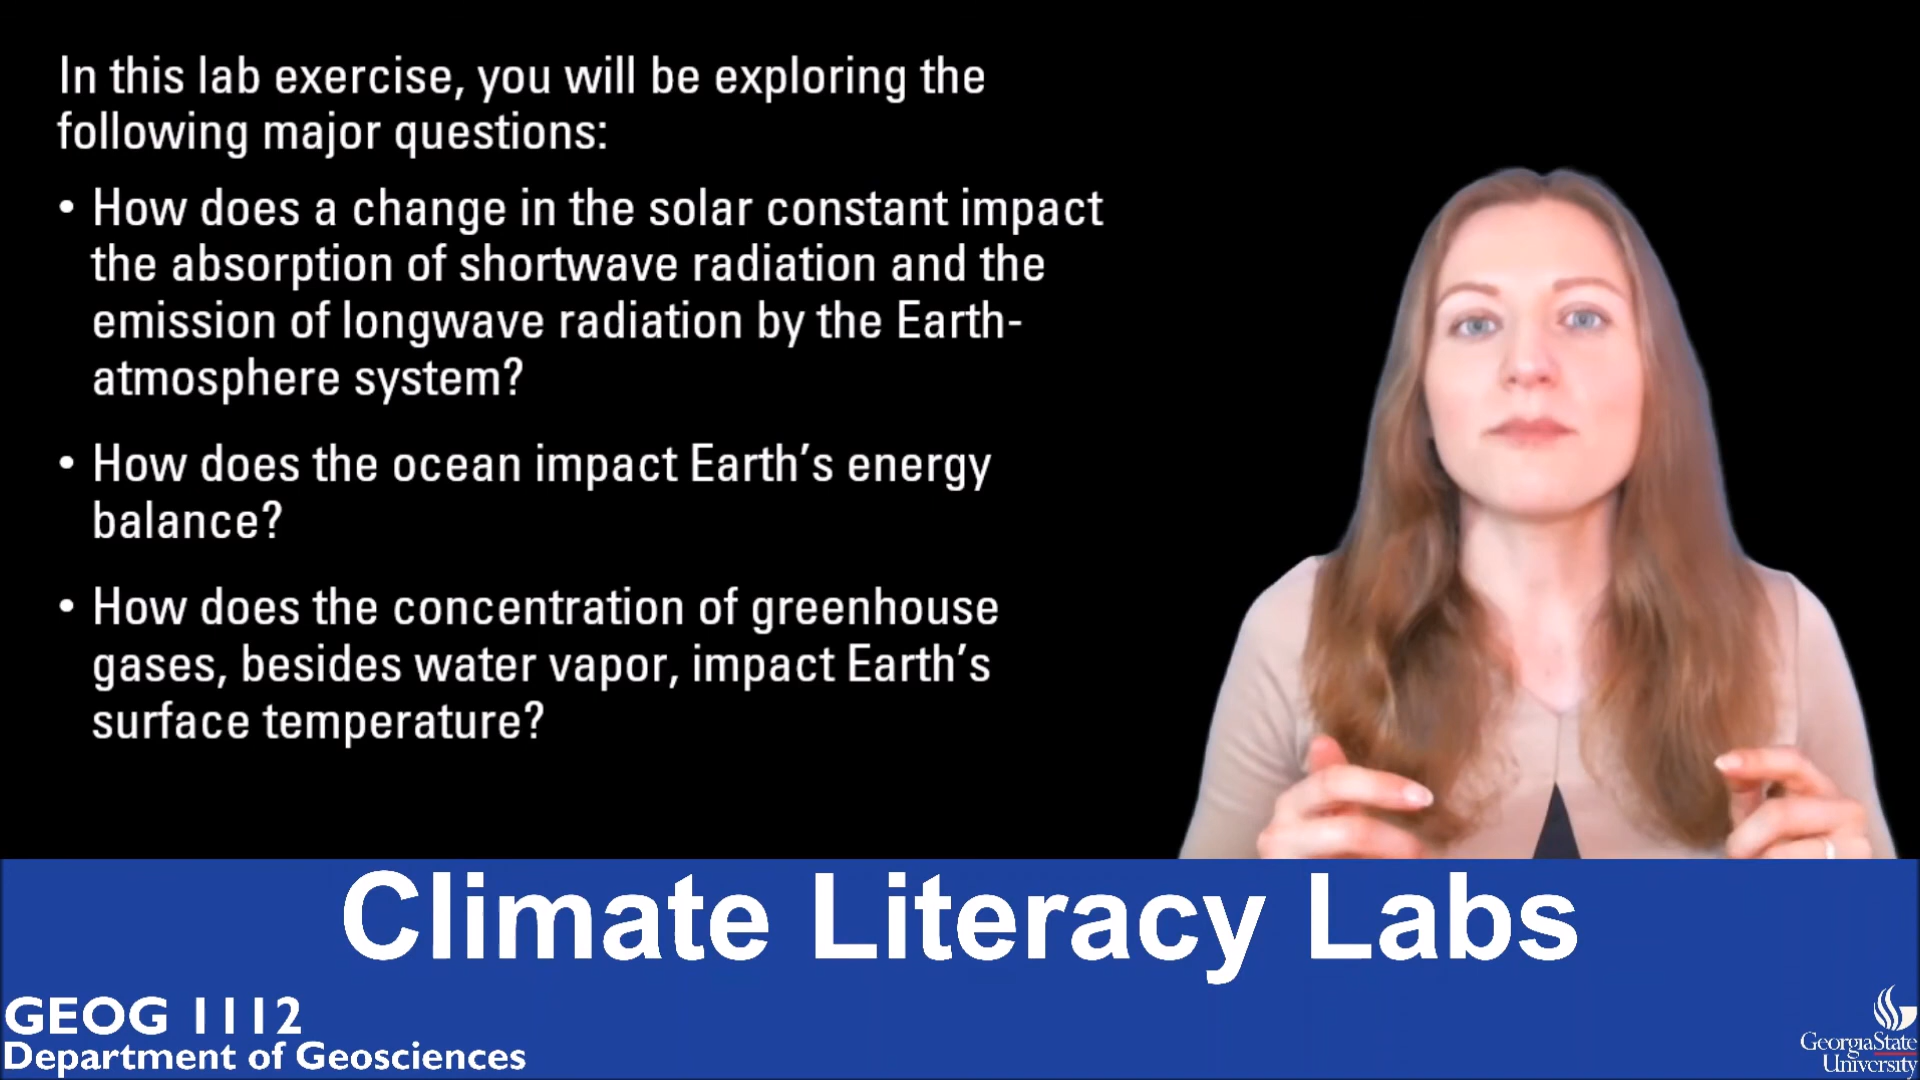 In this lab exercise, you will be exploring the
following major questions:
• How does a change in the solar constant impact
the absorption of shortwave radiation and the
emission of longwave radiation by the Earth-
atmosphere system?
• How does the ocean impact Earth’s energy
balance?
• How does the concentration of greenhouse
gases, besides water vapor, impact Earth’s
surface temperature?
Climate Literacy Labs
GEOG 1112
Department of Geosciences
GeorgiaState
University